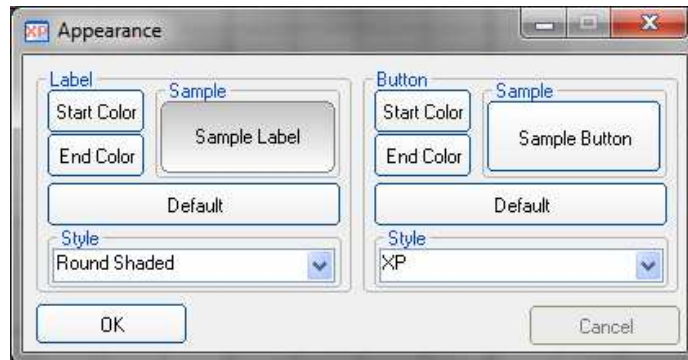 XP Appearance
Label
Sample
Start Color
Sample Label
End Color
Default
Style
Round Shaded
Button
Sample
Start Color
Sample Button
End Color
Default
Style
XP
OK
Cancel